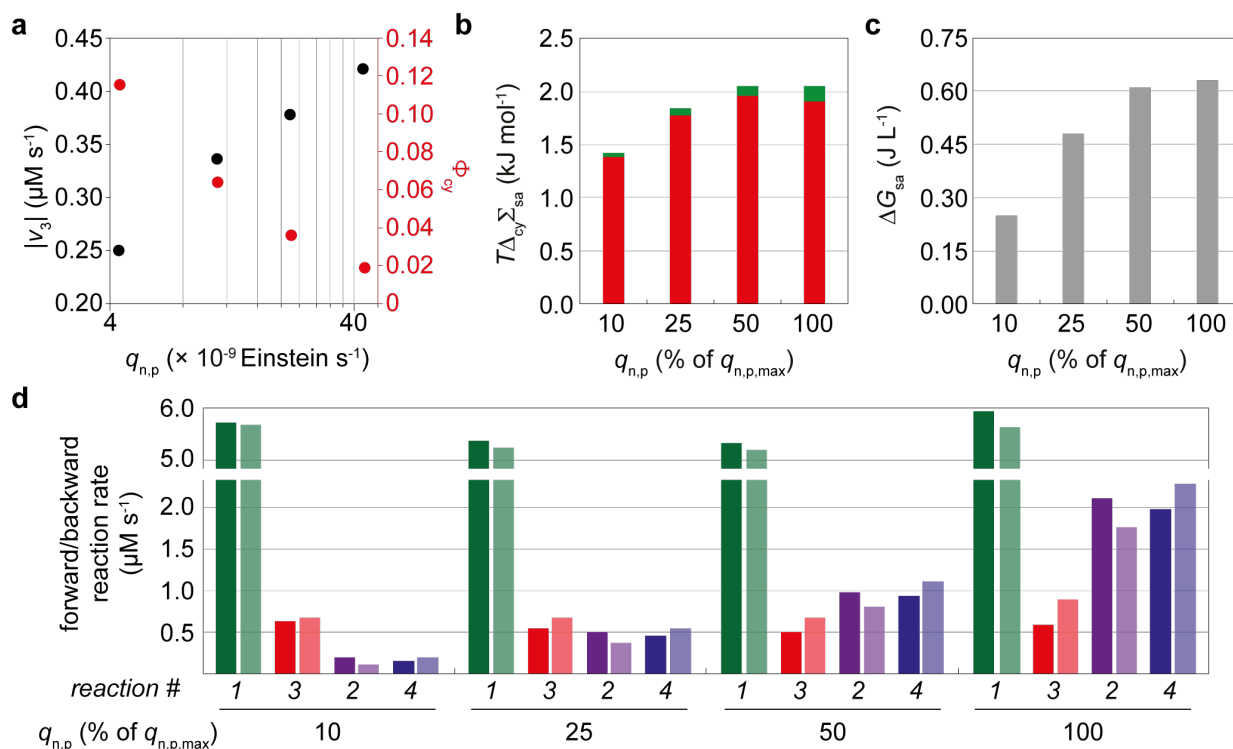 a
|v₃| (µM s⁻¹)
0.45
0.40
0.35
0.30
0.25
0.20
0.14
0.12
0.10
0.08
0.06
0.04
0.02
0
Φcy
4
40
qn,p (× 10⁻⁹ Einstein s⁻¹)
b
TΔcyΣsa (kJ mol⁻¹)
2.5
2.0
1.5
1.0
0.5
0.0
10 25 50 100
qn,p (% of qn,p,max)
c
ΔGsa (J L⁻¹)
0.75
0.60
0.45
0.30
0.15
0.00
10 25 50 100
qn,p (% of qn,p,max)
d
forward/backward
reaction rate
(µM s⁻¹)
6.0
5.0
2.0
1.5
1.0
0.5
reaction # 1 3 2 4 1 3 2 4 1 3 2 4 1 3 2 4
qn,p (% of qn,p,max) 10 25 50 100